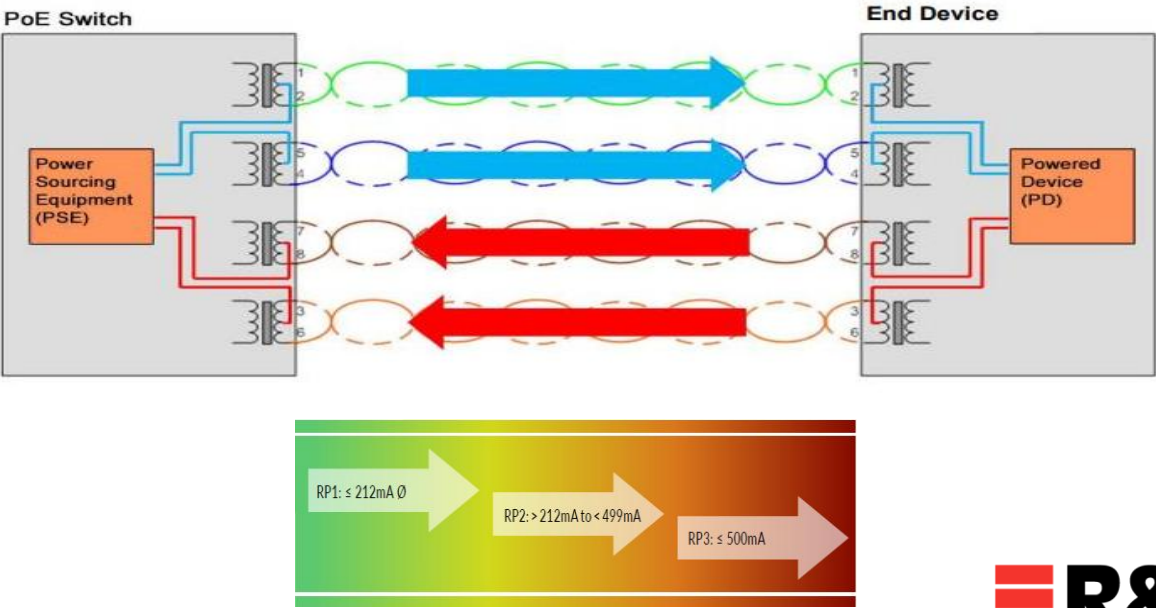 PoE Switch
End Device
1
2
5
4
7
8
3
6
1
2
5
4
7
8
3
6
Power
Sourcing
Equipment
(PSE)
Powered
Device
(PD)
RP1: ≤ 212mA Ø
RP2: > 212mA to < 499mA
RP3: ≤ 500mA
R&